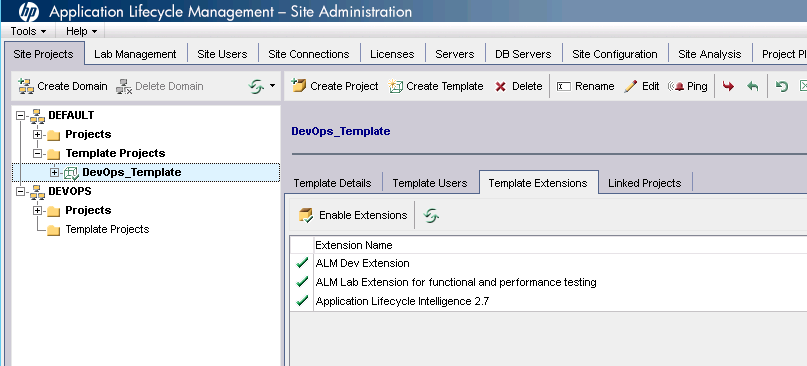 hp Application Lifecycle Management – Site Administration
Tools Help
Site Projects Lab Management Site Users Site Connections Licenses Servers DB Servers Site Configuration Site Analysis Project Pl
Create Domain Delete Domain Create Project Create Template Delete Rename Edit Ping
DEFAULT
Projects
Template Projects
DevOps_Template
DEVOPS
Projects
Template Projects
DevOps_Template
Template Details Template Users Template Extensions Linked Projects
Enable Extensions
Extension Name
ALM Dev Extension
ALM Lab Extension for functional and performance testing
Application Lifecycle Intelligence 2.7